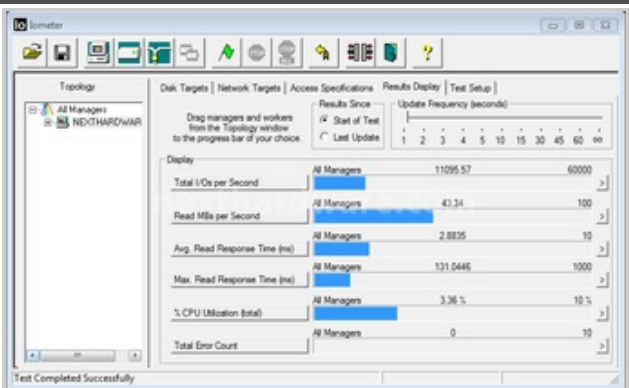 Iometer
Topology
All Managers
NEXTHARDWAR
Disk Targets Network Targets Access Specifications Results Display Test Setup
Drag managers and workers
from the Topology window
to the progress bar of your choice.
Results Since
Start of Test
Last Update
Update Frequency (seconds)
1 2 3 4 5 10 15 30 45 60 ∞
Display
All Managers 11095.57 60000
Total I/Os per Second
All Managers 43.34 100
Read MBs per Second
All Managers 2.8835 10
Avg. Read Response Time (ms)
All Managers 131.0446 1000
Max. Read Response Time (ms)
All Managers 3.36 % 10 %
% CPU Utilization (total)
All Managers 0 10
Total Error Count
Test Completed Successfully